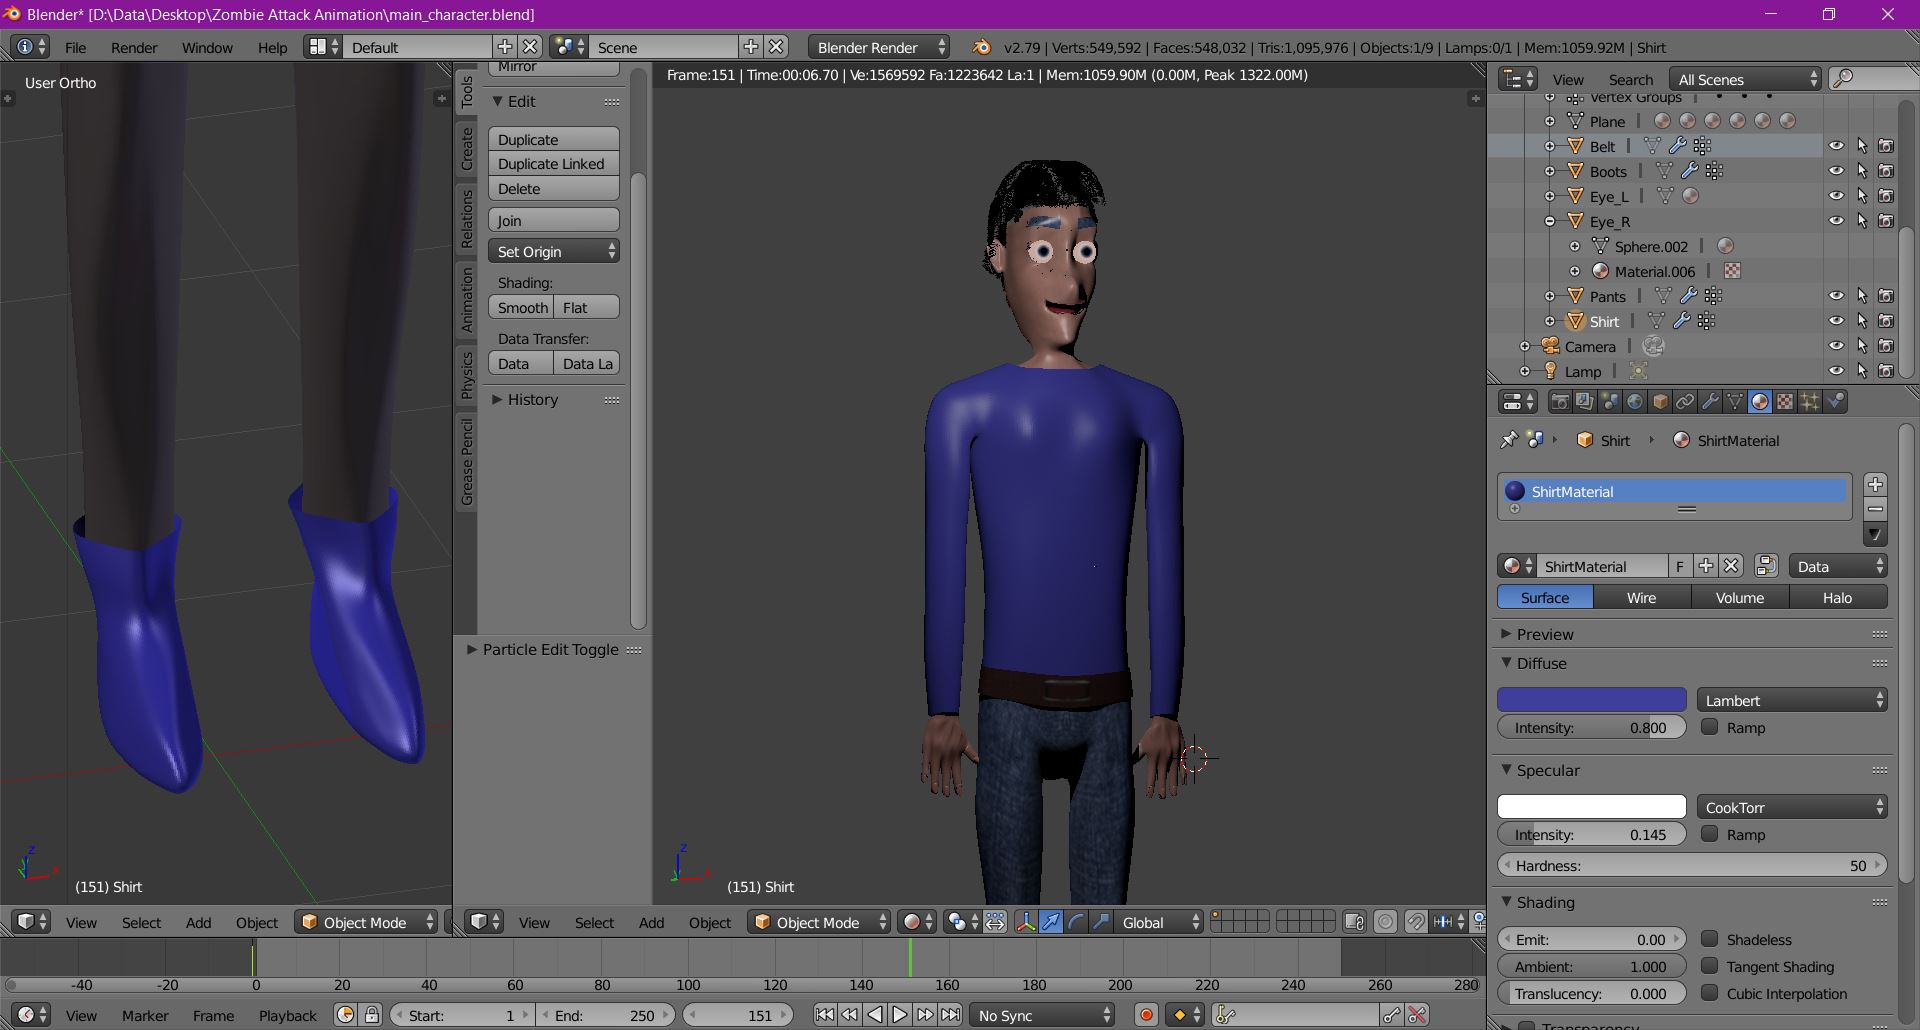 Blender* [D:\Data\Desktop\Zombie Attack Animation\main_character.blend]
File Render Window Help Default Scene Blender Render v2.79 | Verts:549,592 | Faces:548,032 | Tris:1,095,976 | Objects:1/9 | Lamps:0/1 | Mem:1059.92M | Shirt
User Ortho
(151) Shirt
View Select Add Object Object Mode
Tools
Create
Relations
Animation
Physics
Grease Pencil
Mirror
Edit
Duplicate
Duplicate Linked
Delete
Join
Set Origin
Shading:
Smooth Flat
Data Transfer:
Data Data La
History
Particle Edit Toggle
Frame:151 | Time:00:06.70 | Ve:1569592 Fa:1223642 La:1 | Mem:1059.90M (0.00M, Peak 1322.00M)
(151) Shirt
View Select Add Object Object Mode Global
View Search All Scenes
Vertex Groups
Plane
Belt
Boots
Eye_L
Eye_R
Sphere.002
Material.006
Pants
Shirt
Camera
Lamp
Shirt ShirtMaterial
ShirtMaterial
ShirtMaterial F Data
Surface Wire Volume Halo
Preview
Diffuse
Lambert
Intensity: 0.800 Ramp
Specular
CookTorr
Intensity: 0.145 Ramp
Hardness: 50
Shading
Emit: 0.00 Shadeless
Ambient: 1.000 Tangent Shading
Translucency: 0.000 Cubic Interpolation
Transparency
-40 -20 0 20 40 60 80 100 120 140 160 180 200 220 240 260 280
View Marker Frame Playback Start: 1 End: 250 151 No Sync
z
x
z
x